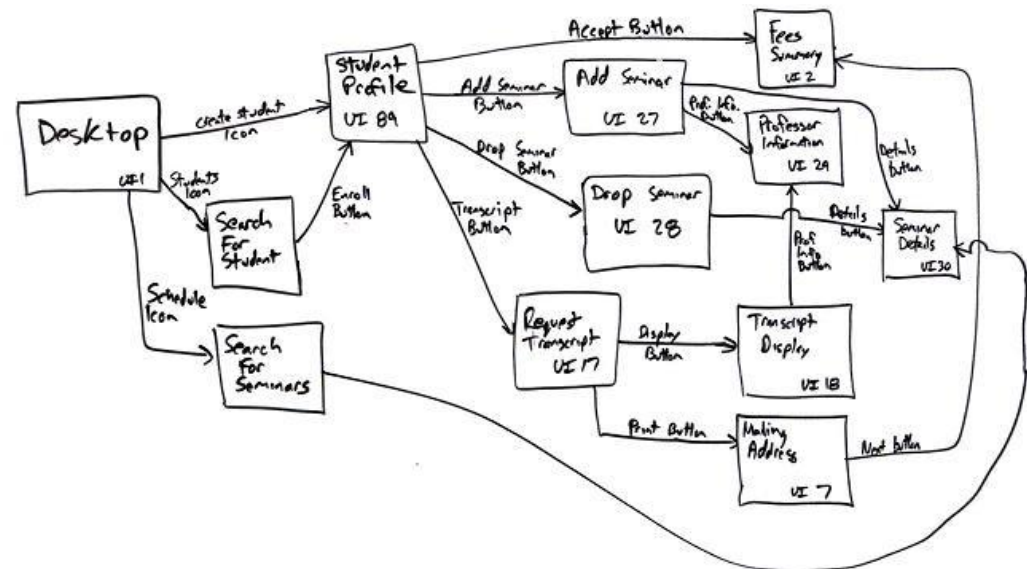 Desktop
UI 1
Create Student
Icon
Students
Icon
Schedule
Icon
Search
For
Student
Search
For
Seminars
Enroll
Button
Student
Profile
UI 89
Accept Button
Add Seminar
Button
Drop Seminar
Button
Transcript
Button
Fees
Summary
UI 2
Add Seminar
UI 27
Prof. Info.
Button
Professor
Information
UI 29
Details
Button
Drop Seminar
UI 28
Details
Button
Seminar
Details
UI 30
Prof
Info
Button
Request
Transcript
UI 17
Display
Button
Transcript
Display
UI 18
Print Button
Mailing
Address
UI 7
Next Button